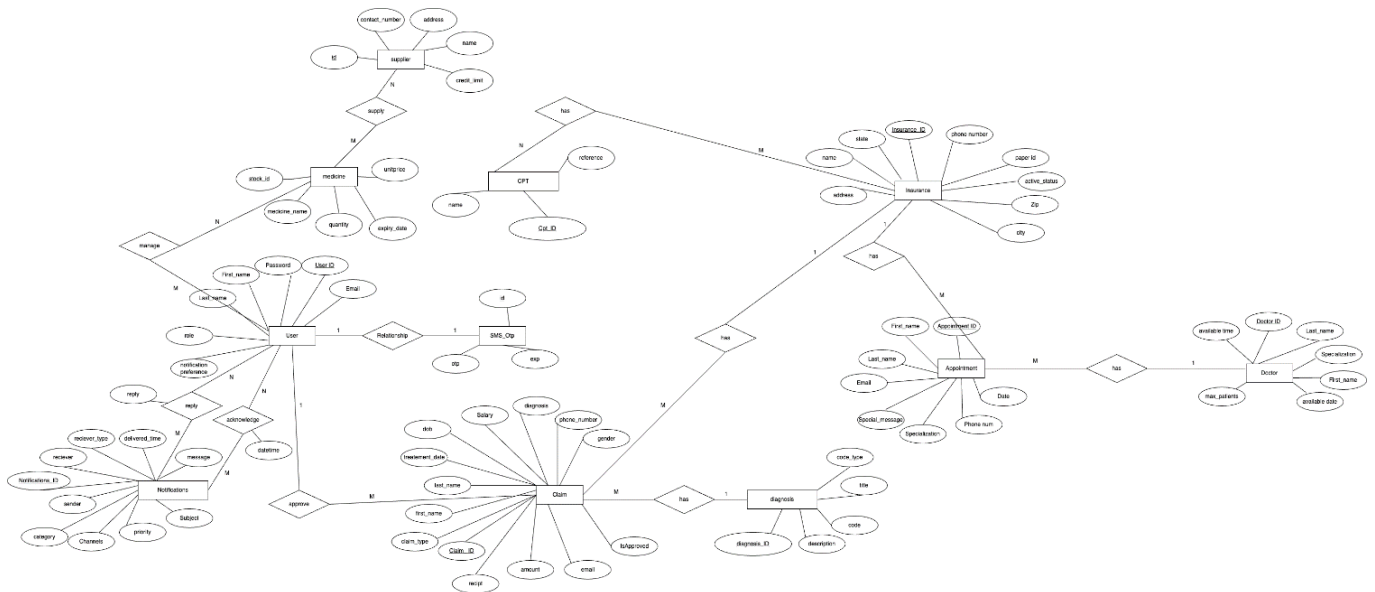 contact_number
address
name
Id
supplier
credit_limit
N
supply
M
medicine
unitprice
stock_id
medicine_name
quantity
expiry_date
N
manage
M
has
N
M
reference
CPT
name
Cpt_ID
state
Insurance_ID
phone number
name
paper id
active_status
address
Insurance
Zip
city
1
1
has
M
First_name
Password
User ID
Email
Last_name
role
User
1
Relationship
1
id
SMS_Otp
otp
exp
notification
preference
N
N
reply
reply
acknowledge
datetime
M
M
1
reciever_type
delivered_time
message
reciever
Notifications_ID
Notifications
sender
Subject
category
Channels
priority
approve
M
has
M
First_name
Appointment ID
Last_name
Email
Appointment
Special_message
Specialization
Phone num
Date
M
has
1
available time
Doctor ID
Last_name
Specialization
Doctor
First_name
max_patients
available date
diagnosis
Salary
phone_number
dob
gender
treatement_date
last_name
Claim
first_name
claim_type
Claim_ ID
recipt
amount
email
isApproved
M
has
1
diagnosis
code_type
title
code
description
diagnosis_ID